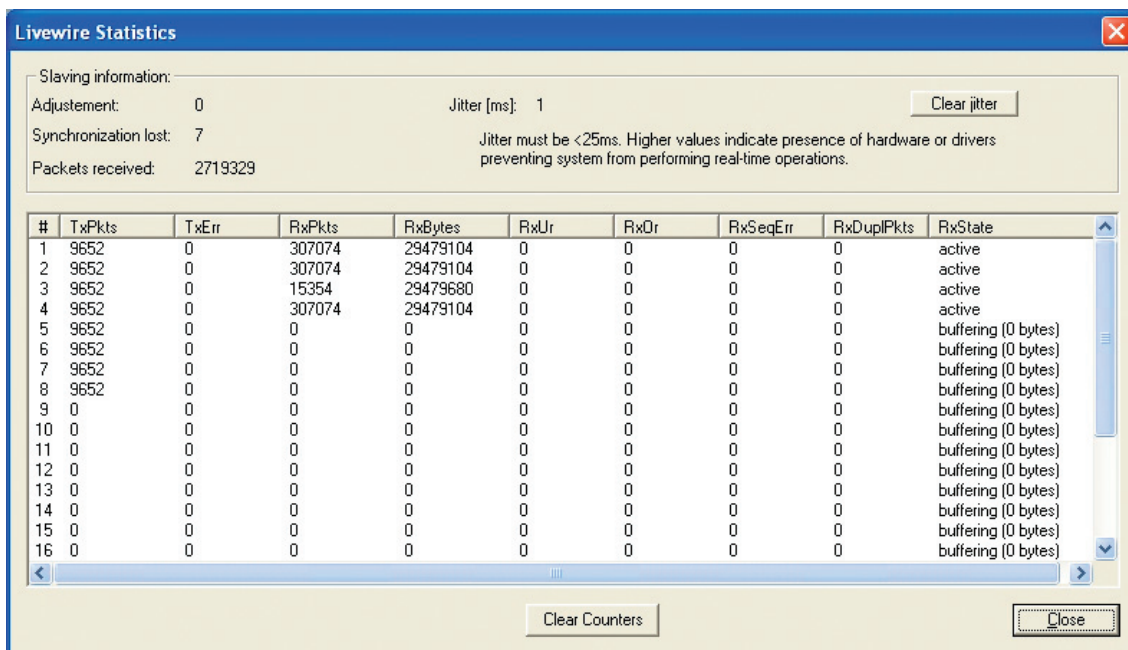 Livewire Statistics
Slaving information:
Adjustement: 0 Jitter [ms]: 1 Clear jitter
Synchronization lost: 7 Jitter must be <25ms. Higher values indicate presence of hardware or drivers
Packets received: 2719329 preventing system from performing real-time operations.
# TxPkts TxErr RxPkts RxBytes RxUr RxOr RxSeqErr RxDuplPkts RxState
1 9652 0 307074 29479104 0 0 0 0 active
2 9652 0 307074 29479104 0 0 0 0 active
3 9652 0 15354 29479680 0 0 0 0 active
4 9652 0 307074 29479104 0 0 0 0 active
5 9652 0 0 0 0 0 0 0 buffering (0 bytes)
6 9652 0 0 0 0 0 0 0 buffering (0 bytes)
7 9652 0 0 0 0 0 0 0 buffering (0 bytes)
8 9652 0 0 0 0 0 0 0 buffering (0 bytes)
9 0 0 0 0 0 0 0 0 buffering (0 bytes)
10 0 0 0 0 0 0 0 0 buffering (0 bytes)
11 0 0 0 0 0 0 0 0 buffering (0 bytes)
12 0 0 0 0 0 0 0 0 buffering (0 bytes)
13 0 0 0 0 0 0 0 0 buffering (0 bytes)
14 0 0 0 0 0 0 0 0 buffering (0 bytes)
15 0 0 0 0 0 0 0 0 buffering (0 bytes)
16 0 0 0 0 0 0 0 0 buffering (0 bytes)
Clear Counters Close